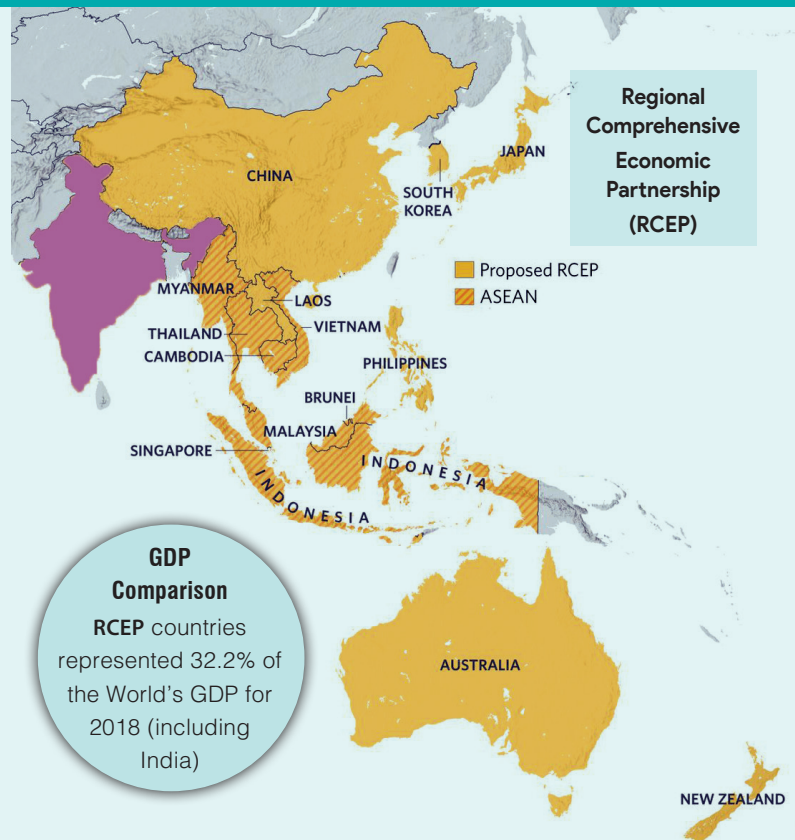 Regional
Comprehensive
Economic
Partnership
(RCEP)
JAPAN
CHINA
SOUTH
KOREA
Proposed RCEP
ASEAN
MYANMAR
LAOS
VIETNAM
THAILAND
CAMBODIA
PHILIPPINES
BRUNEI
MALAYSIA
SINGAPORE
INDONESIA
INDONESIA
GDP
Comparison
RCEP countries
represented 32.2% of
the World's GDP for
2018 (including
India)
AUSTRALIA
NEW ZEALAND